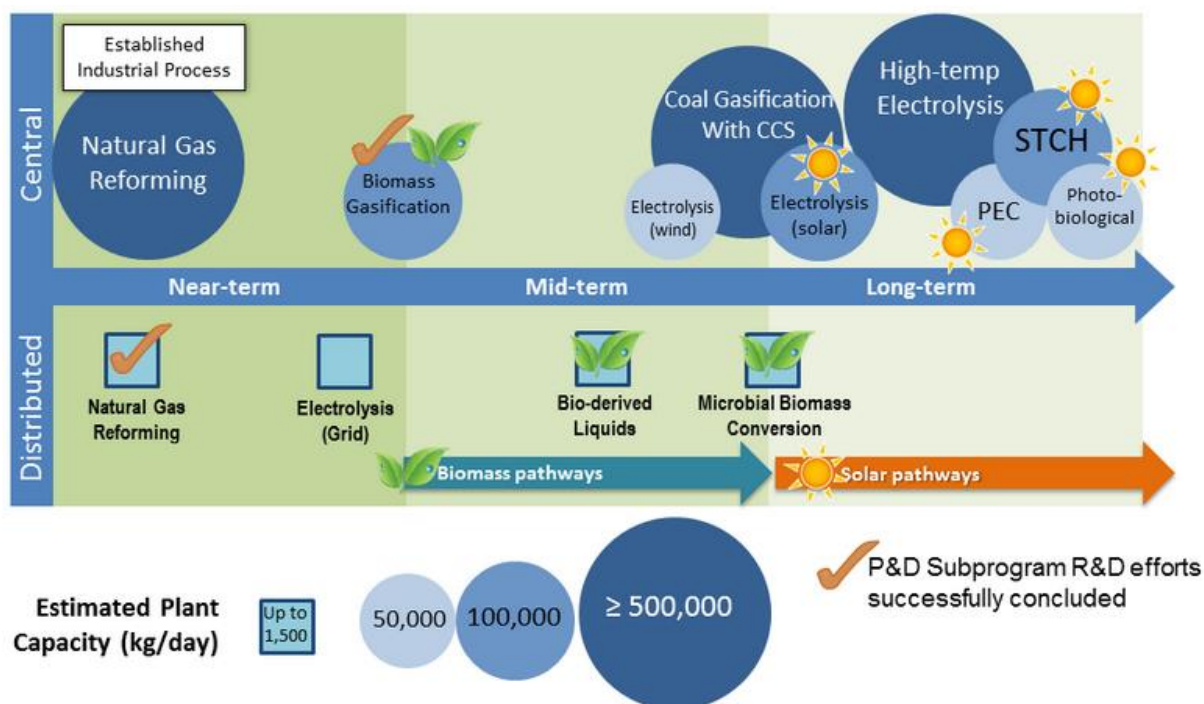 Established
Industrial Process
Natural Gas
Reforming
Biomass
Gasification
Coal Gasification
With CCS
Electrolysis
(wind)
Electrolysis
(solar)
High-temp
Electrolysis
STCH
PEC
Photo-
biological
Central
Near-term
Mid-term
Long-term
Distributed
Natural Gas
Reforming
Electrolysis
(Grid)
Bio-derived
Liquids
Microbial Biomass
Conversion
Biomass pathways
Solar pathways
Estimated Plant
Capacity (kg/day)
Up to
1,500
50,000
100,000
≥ 500,000
P&D Subprogram R&D efforts
successfully concluded